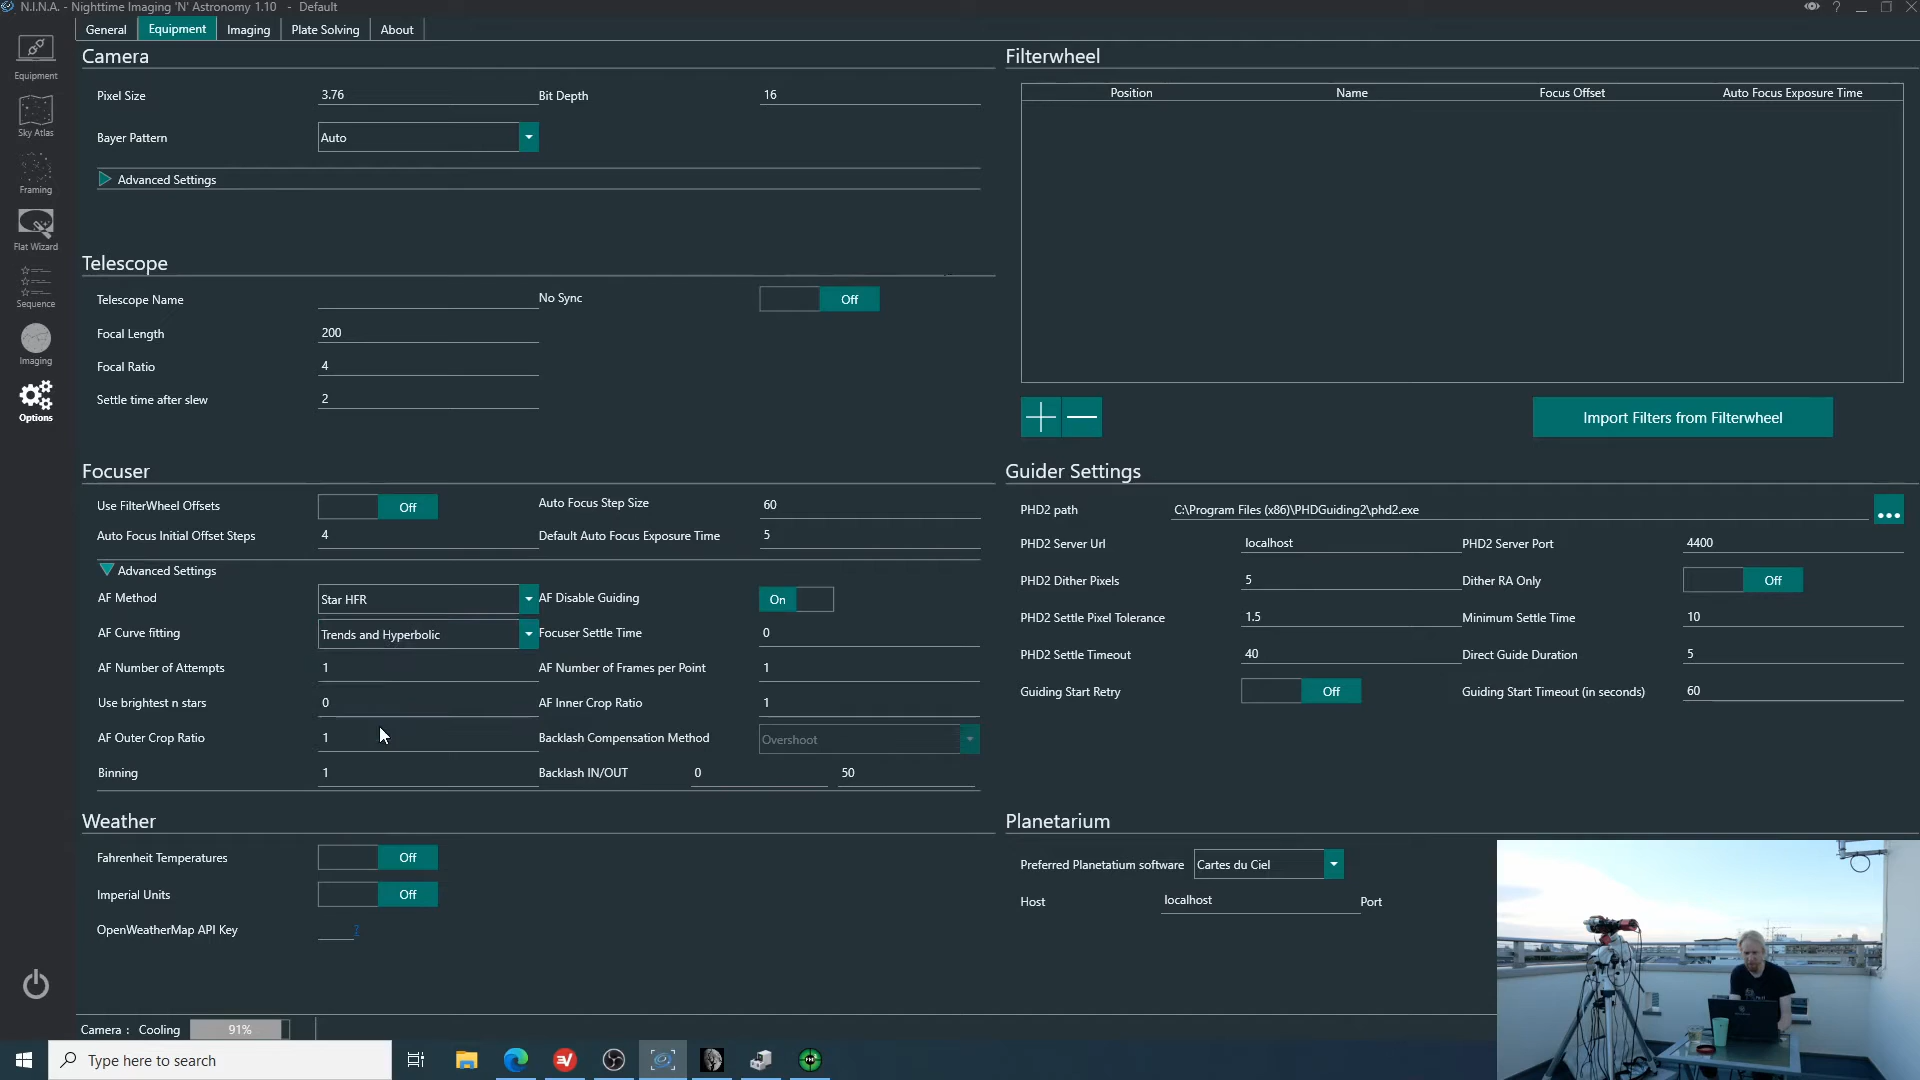 N.I.N.A. - Nighttime Imaging 'N' Astronomy 1.10 - Default
?
General Equipment Imaging Plate Solving About
Equipment
Sky Atlas
Framing
Flat Wizard
Sequence
Imaging
Options
Camera
Pixel Size 3.76 Bit Depth 16
Bayer Pattern Auto
Advanced Settings
Telescope
Telescope Name No Sync Off
Focal Length 200
Focal Ratio 4
Settle time after slew 2
Focuser
Use FilterWheel Offsets Off Auto Focus Step Size 60
Auto Focus Initial Offset Steps 4 Default Auto Focus Exposure Time 5
Advanced Settings
AF Method Star HFR AF Disable Guiding On
AF Curve fitting Trends and Hyperbolic Focuser Settle Time 0
AF Number of Attempts 1 AF Number of Frames per Point 1
Use brightest n stars 0 AF Inner Crop Ratio 1
AF Outer Crop Ratio 1 Backlash Compensation Method Overshoot
Binning 1 Backlash IN/OUT 0 50
Weather
Fahrenheit Temperatures Off
Imperial Units Off
OpenWeatherMap API Key ?
Filterwheel
Position Name Focus Offset Auto Focus Exposure Time
Import Filters from Filterwheel
Guider Settings
PHD2 path C:\Program Files (x86)\PHDGuiding2\phd2.exe ...
PHD2 Server Url localhost PHD2 Server Port 4400
PHD2 Dither Pixels 5 Dither RA Only Off
PHD2 Settle Pixel Tolerance 1.5 Minimum Settle Time 10
PHD2 Settle Timeout 40 Direct Guide Duration 5
Guiding Start Retry Off Guiding Start Timeout (in seconds) 60
Planetarium
Preferred Planetatium software Cartes du Ciel
Host localhost Port
Camera : Cooling 91%
Type here to search